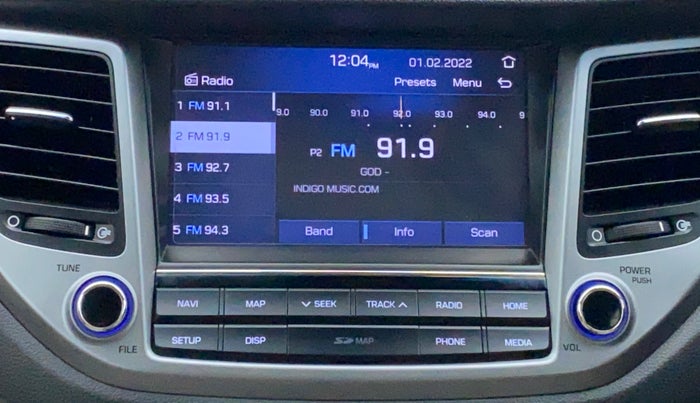 12:04 PM 01.02.2022
Radio
Presets Menu
1 FM 91.1
2 FM 91.9
3 FM 92.7
4 FM 93.5
5 FM 94.3
9.0 90.0 91.0 92.0 93.0 94.0 9
P2 FM 91.9
GOD -
INDIGO MUSIC.COM
Band Info Scan
TUNE
FILE
POWER
PUSH
VOL
NAVI MAP SEEK TRACK RADIO HOME
SETUP DISP SD MAP PHONE MEDIA